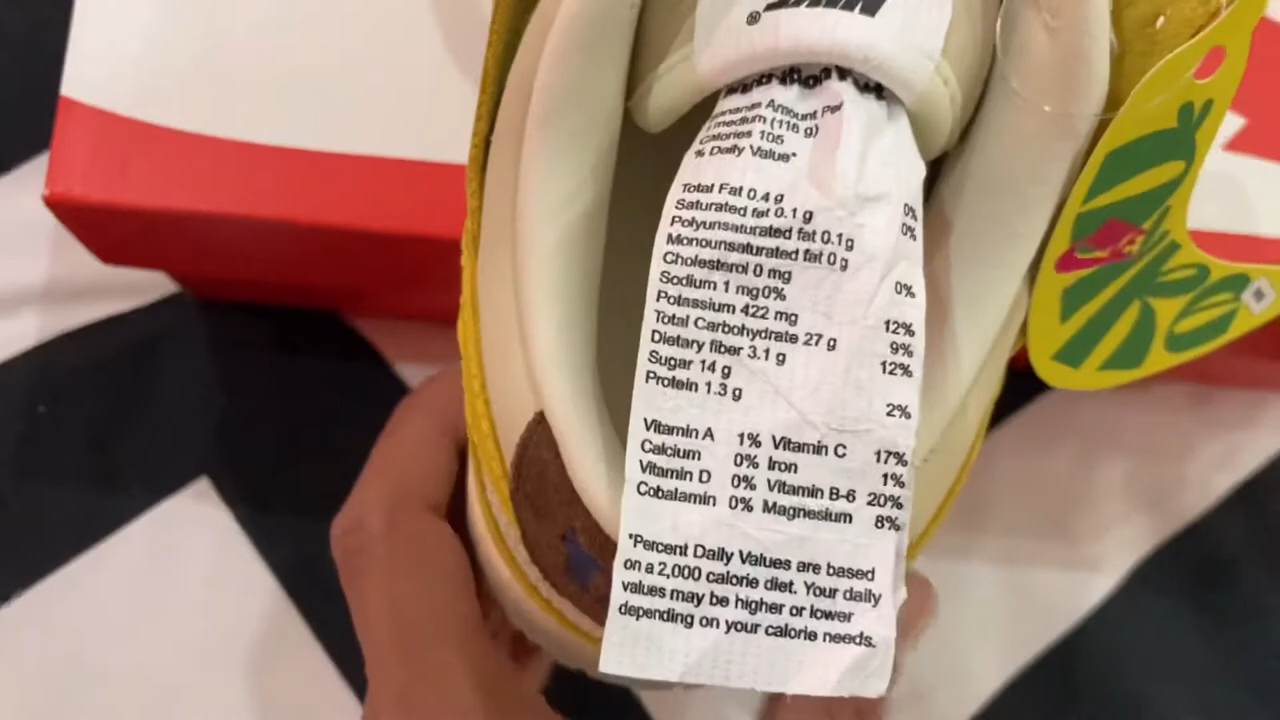 ®
NIKE
Nutrition
Amount Per
medium (118 g)
Calories 105
% Daily Value*
Total Fat 0.4 g 0%
Saturated fat 0.1 g 0%
Polyunsaturated fat 0.1g
Monounsaturated fat 0 g
Cholesterol 0 mg 0%
Sodium 1 mg0%
Potassium 422 mg 12%
Total Carbohydrate 27 g 9%
Dietary fiber 3.1 g 12%
Sugar 14 g
Protein 1.3 g 2%
Vitamin A 1% Vitamin C 17%
Calcium 0% Iron 1%
Vitamin D 0% Vitamin B-6 20%
Cobalamin 0% Magnesium 8%
*Percent Daily Values are based
on a 2,000 calorie diet. Your daily
values may be higher or lower
depending on your calorie needs.
Nike